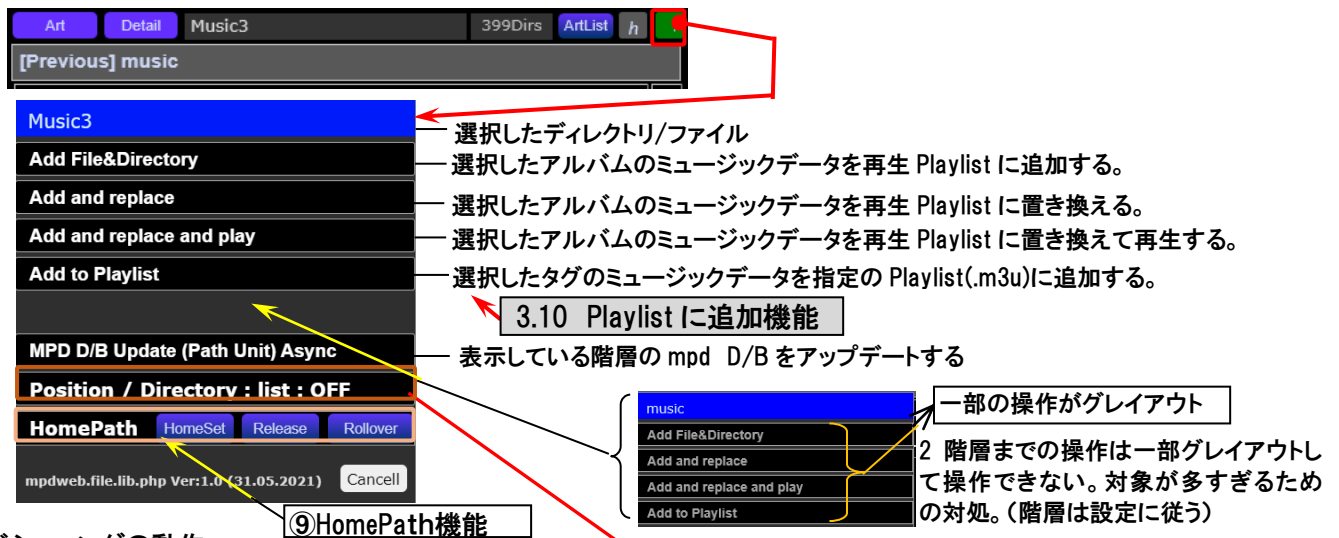 Art Detail Music3 399Dirs ArtList h
[Previous] music
Music3
選択したディレクトリ/ファイル
Add File&Directory
選択したアルバムのミュージックデータを再生 Playlist に追加する。
Add and replace
選択したアルバムのミュージックデータを再生 Playlist に置き換える。
Add and replace and play
選択したアルバムのミュージックデータを再生 Playlist に置き換えて再生する。
Add to Playlist
選択したタグのミュージックデータを指定の Playlist(.m3u)に追加する。
3.10 Playlist に追加機能
MPD D/B Update (Path Unit) Async
表示している階層の mpd D/B をアップデートする
Position / Directory : list : OFF
HomePath HomeSet Release Rollover
mpdweb.file.lib.php Ver:1.0 (31.05.2021) Cancell
⑨HomePath機能
music
Add File&Directory
Add and replace
Add and replace and play
Add to Playlist
一部の操作がグレイアウト
2 階層までの操作は一部グレイアウトし
て操作できない。対象が多すぎるため
の対処。(階層は設定に従う)